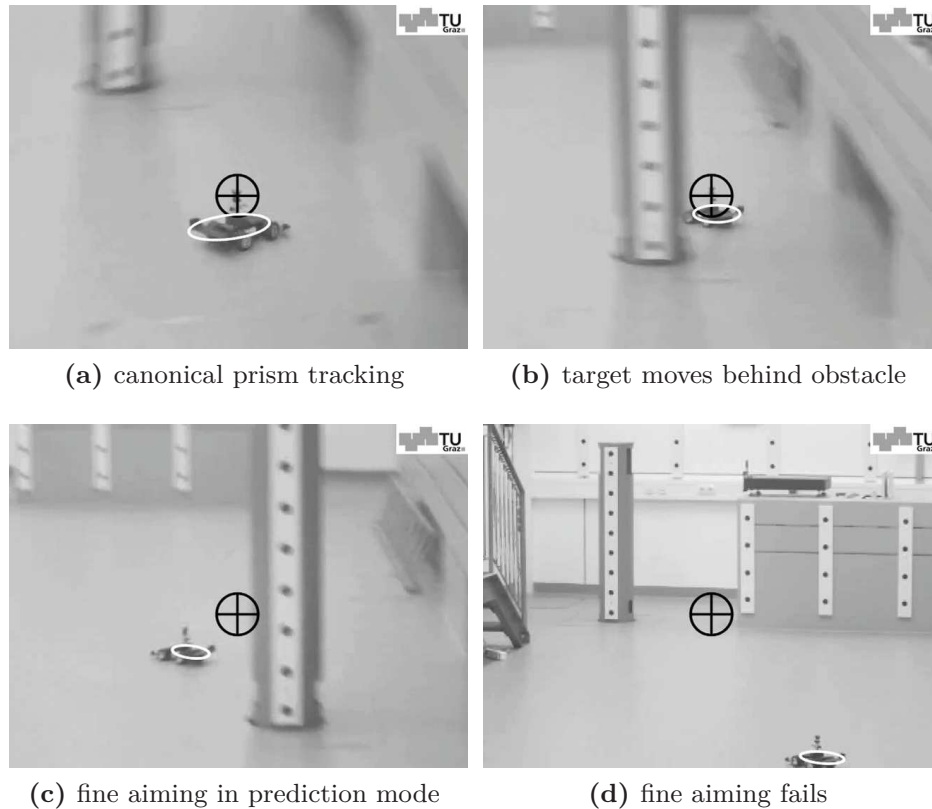 TU
Graz
TU
Graz
(a) canonical prism tracking
(b) target moves behind obstacle
TU
Graz
TU
Graz
(c) fine aiming in prediction mode
(d) fine aiming fails